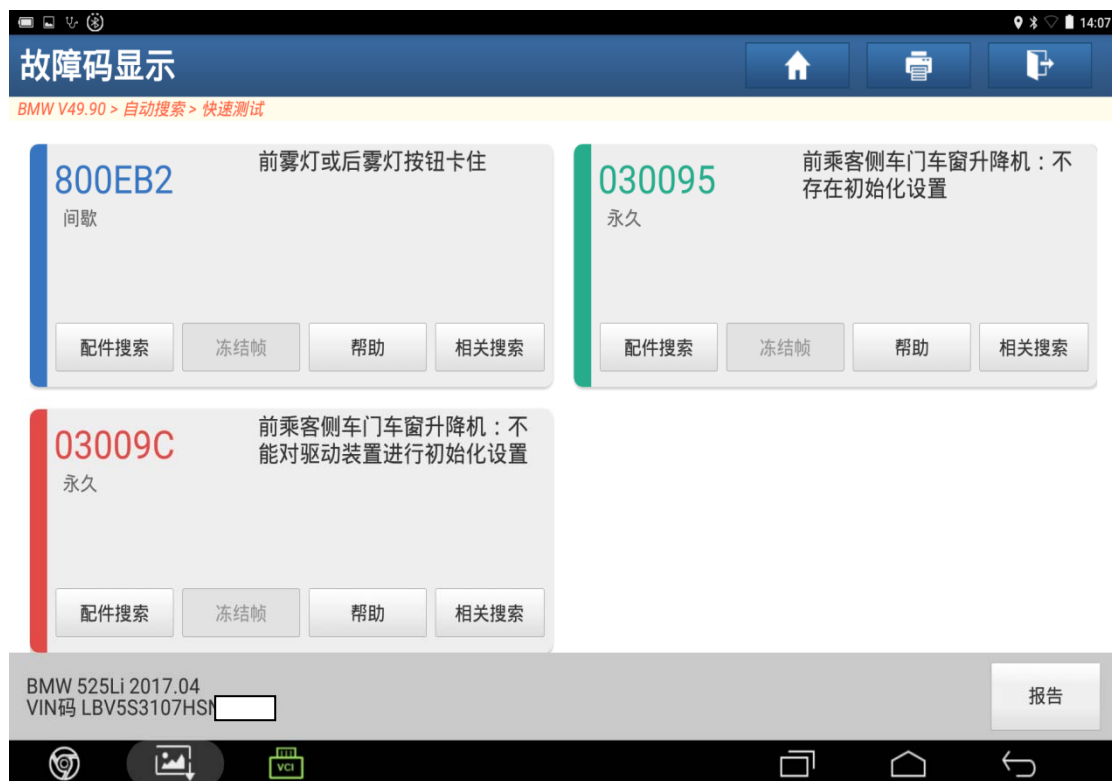 14:07
故障码显示
BMW V49.90 > 自动搜索 > 快速测试
800EB2
前雾灯或后雾灯按钮卡住
间歇
配件搜索 冻结帧 帮助 相关搜索
030095
前乘客侧车门车窗升降机：不
存在初始化设置
永久
配件搜索 冻结帧 帮助 相关搜索
03009C
前乘客侧车门车窗升降机：不
能对驱动装置进行初始化设置
永久
配件搜索 冻结帧 帮助 相关搜索
BMW 525Li 2017.04
VIN码 LBV5S3107HSN
报告
VCI